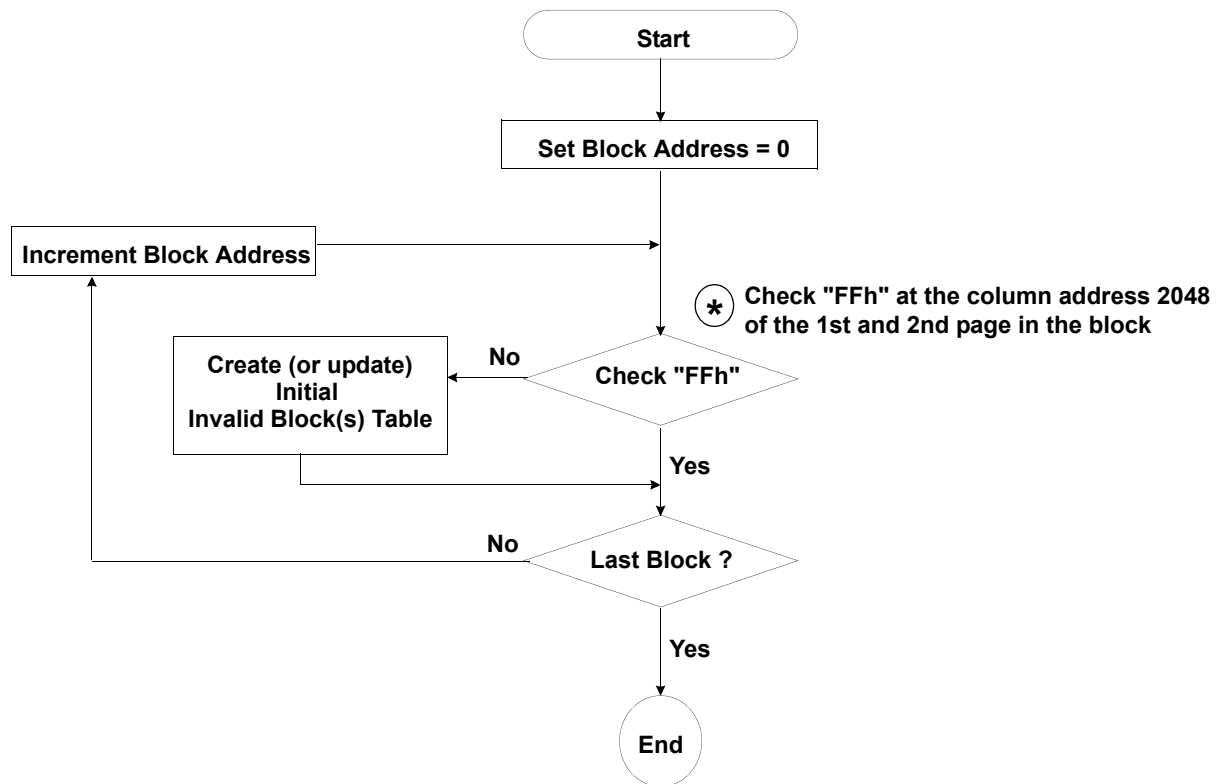 Start
Set Block Address = 0
Increment Block Address
* Check "FFh" at the column address 2048
of the 1st and 2nd page in the block
No
Create (or update)
Initial
Invalid Block(s) Table
Check "FFh"
Yes
No
Last Block ?
Yes
End